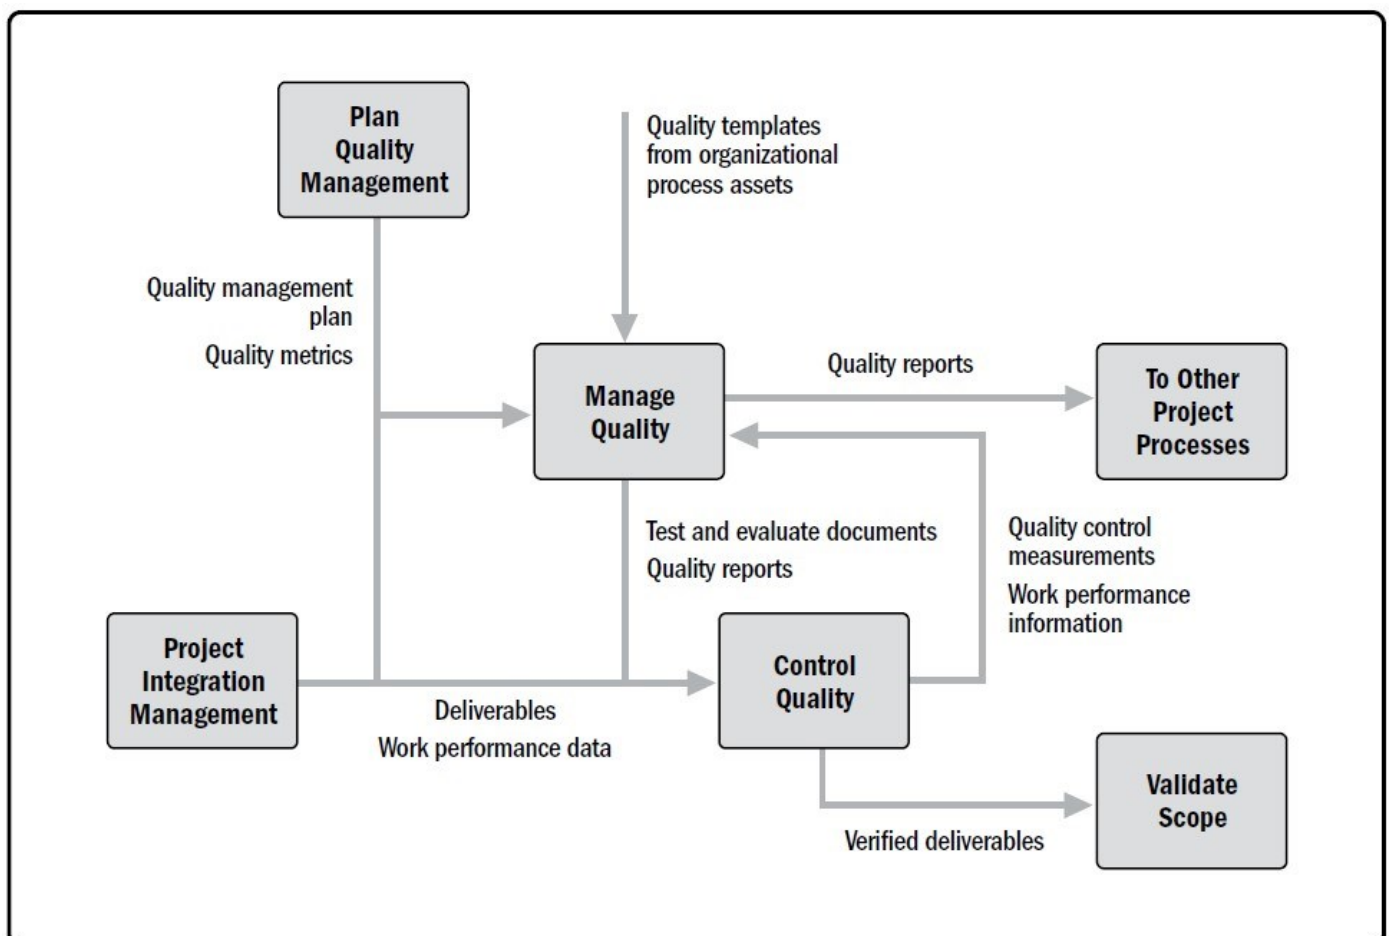 Plan
Quality
Management
Quality templates
from organizational
process assets
Quality management
plan
Quality metrics
Manage
Quality
Quality reports
To Other
Project
Processes
Test and evaluate documents
Quality reports
Quality control
measurements
Work performance
information
Project
Integration
Management
Deliverables
Work performance data
Control
Quality
Verified deliverables
Validate
Scope